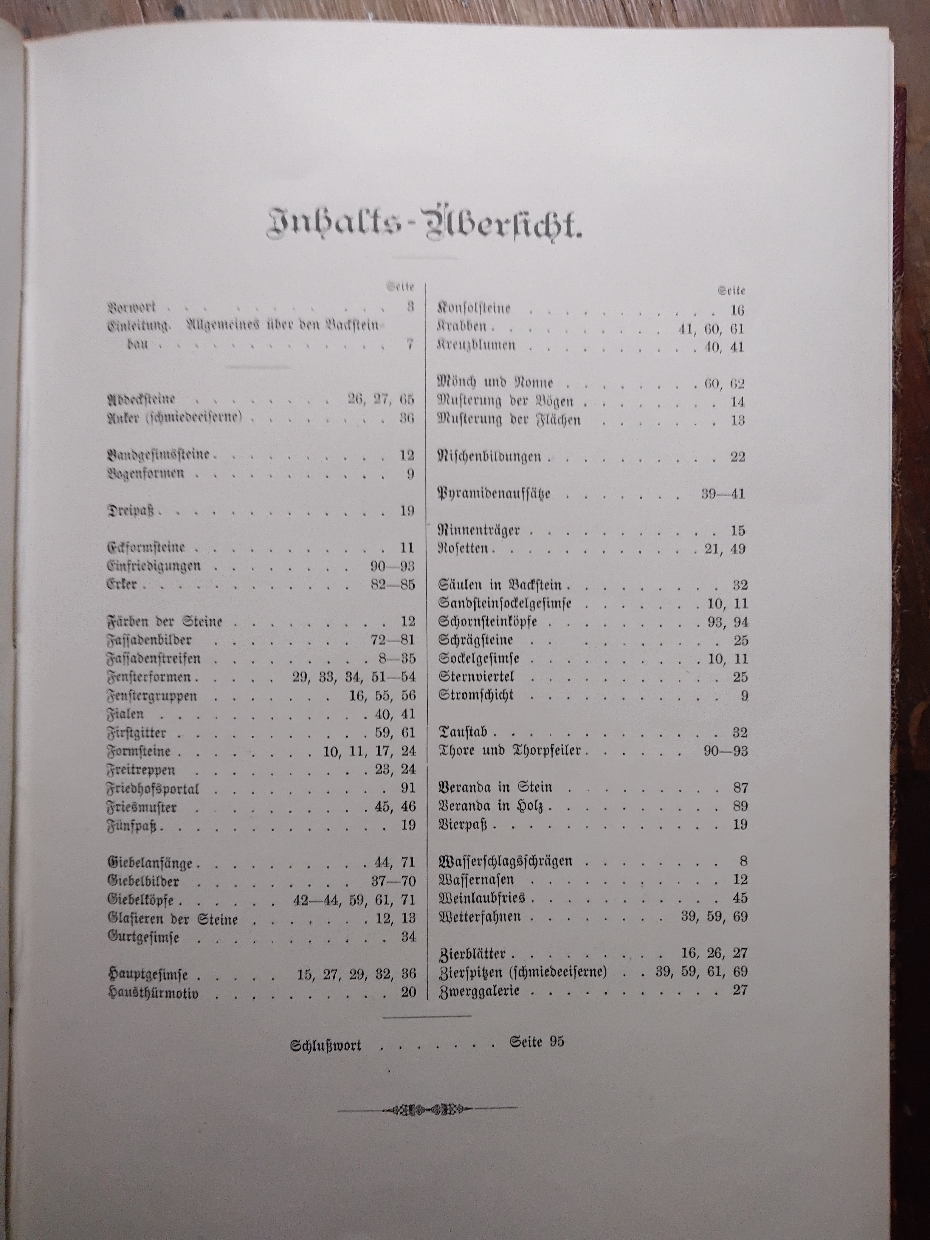 Inhalts-Übersicht.
Seite
Vorwort . . . . . . . . . . . 3
Einleitung. Allgemeines über den Backstein-
bau . . . . . . . . . . . 7
Abdecksteine . . . . . . . . 26, 27, 65
Anker (schmiedeeiserne) . . . . . . . . . 36
Bandgesimssteine . . . . . . . . . . 12
Bogenformen . . . . . . . . . . . 9
Dreipaß . . . . . . . . . . . . . 19
Eckformsteine . . . . . . . . . . . 11
Einfriedigungen . . . . . . . . 90—93
Erker . . . . . . . . . . . . 82—85
Färben der Steine . . . . . . . . . 12
Fassadenbilder . . . . . . . . . 72—81
Fassadenstreifen . . . . . . . . . 8—35
Fensterformen . . . . . 29, 33, 34, 51—54
Fenstergruppen . . . . . . . 16, 55, 56
Fialen . . . . . . . . . . . . 40, 41
Firstgitter . . . . . . . . . . . 59, 61
Formsteine . . . . . . . 10, 11, 17, 24
Freitreppen . . . . . . . . . . 23, 24
Friedhofsportal . . . . . . . . . . 91
Friesmuster . . . . . . . . . . 45, 46
Fünfpaß . . . . . . . . . . . . . 19
Giebelanfänge . . . . . . . . . . 44, 71
Giebelbilder . . . . . . . . . 37—70
Giebelköpfe . . . . . . 42—44, 59, 61, 71
Glasieren der Steine . . . . . . . 12, 13
Gurtgesimse . . . . . . . . . . . 34
Hauptgesimse . . . . . 15, 27, 29, 32, 36
Hausthürmotiv . . . . . . . . . . 20
Seite
Konsolsteine . . . . . . . . . . 16
Krabben . . . . . . . . . 41, 60, 61
Kreuzblumen . . . . . . . . . . 40, 41
Mönch und Nonne . . . . . . . . 60, 62
Musterung der Bögen . . . . . . . . 14
Musterung der Flächen . . . . . . . 13
Nischenbildungen . . . . . . . . . 22
Pyramidenaufsätze . . . . . . . 39—41
Rinnenträger . . . . . . . . . . . 15
Rosetten . . . . . . . . . . . . 21, 49
Säulen in Backstein . . . . . . . . . 32
Sandsteinsockelgesimse . . . . . . . 10, 11
Schornsteinköpfe . . . . . . . . . 93, 94
Schrägsteine . . . . . . . . . . 25
Sockelgesimse . . . . . . . . . . 10, 11
Sternviertel . . . . . . . . . . . 25
Stromschicht . . . . . . . . . . . 9
Taustab . . . . . . . . . . . . . 32
Thore und Thorpfeiler . . . . . . 90—93
Veranda in Stein . . . . . . . . . 87
Veranda in Holz . . . . . . . . . . 89
Vierpaß . . . . . . . . . . . . . 19
Wasserschlagsschrägen . . . . . . . . 8
Wassernasen . . . . . . . . . . . 12
Weinlaubfries . . . . . . . . . . . 45
Wetterfahnen . . . . . . . . 39, 59, 69
Zierblätter . . . . . . . . . 16, 26, 27
Zierspitzen (schmiedeeiserne) . . 39, 59, 61, 69
Zwerggalerie . . . . . . . . . . . 27
Schlußwort . . . . . . . Seite 95